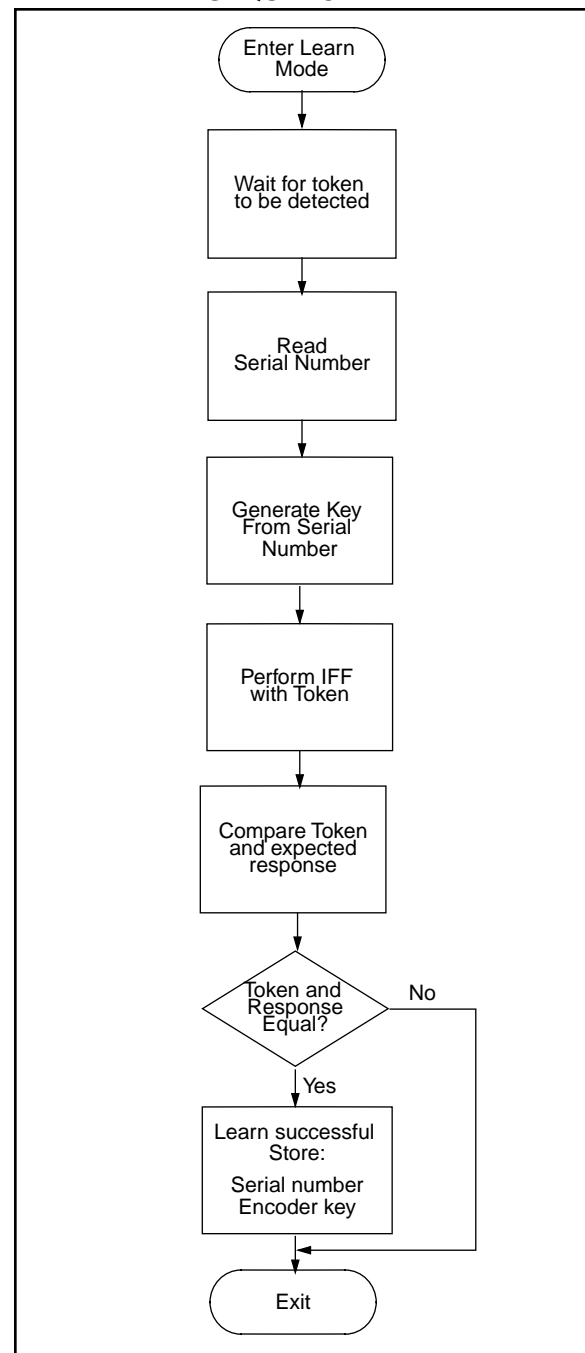 Enter Learn
Mode
Wait for token
to be detected
Read
Serial Number
Generate Key
From Serial
Number
Perform IFF
with Token
Compare Token
and expected
response
Token and
Response
Equal?
No
Yes
Learn successful
Store:
Serial number
Encoder key
Exit